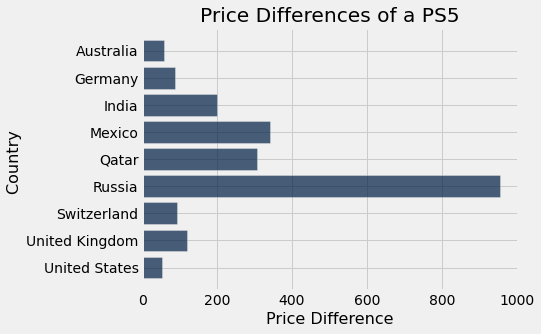 Price Differences of a PS5
Country
Australia
Germany
India
Mexico
Qatar
Russia
Switzerland
United Kingdom
United States
0 200 400 600 800 1000
Price Difference